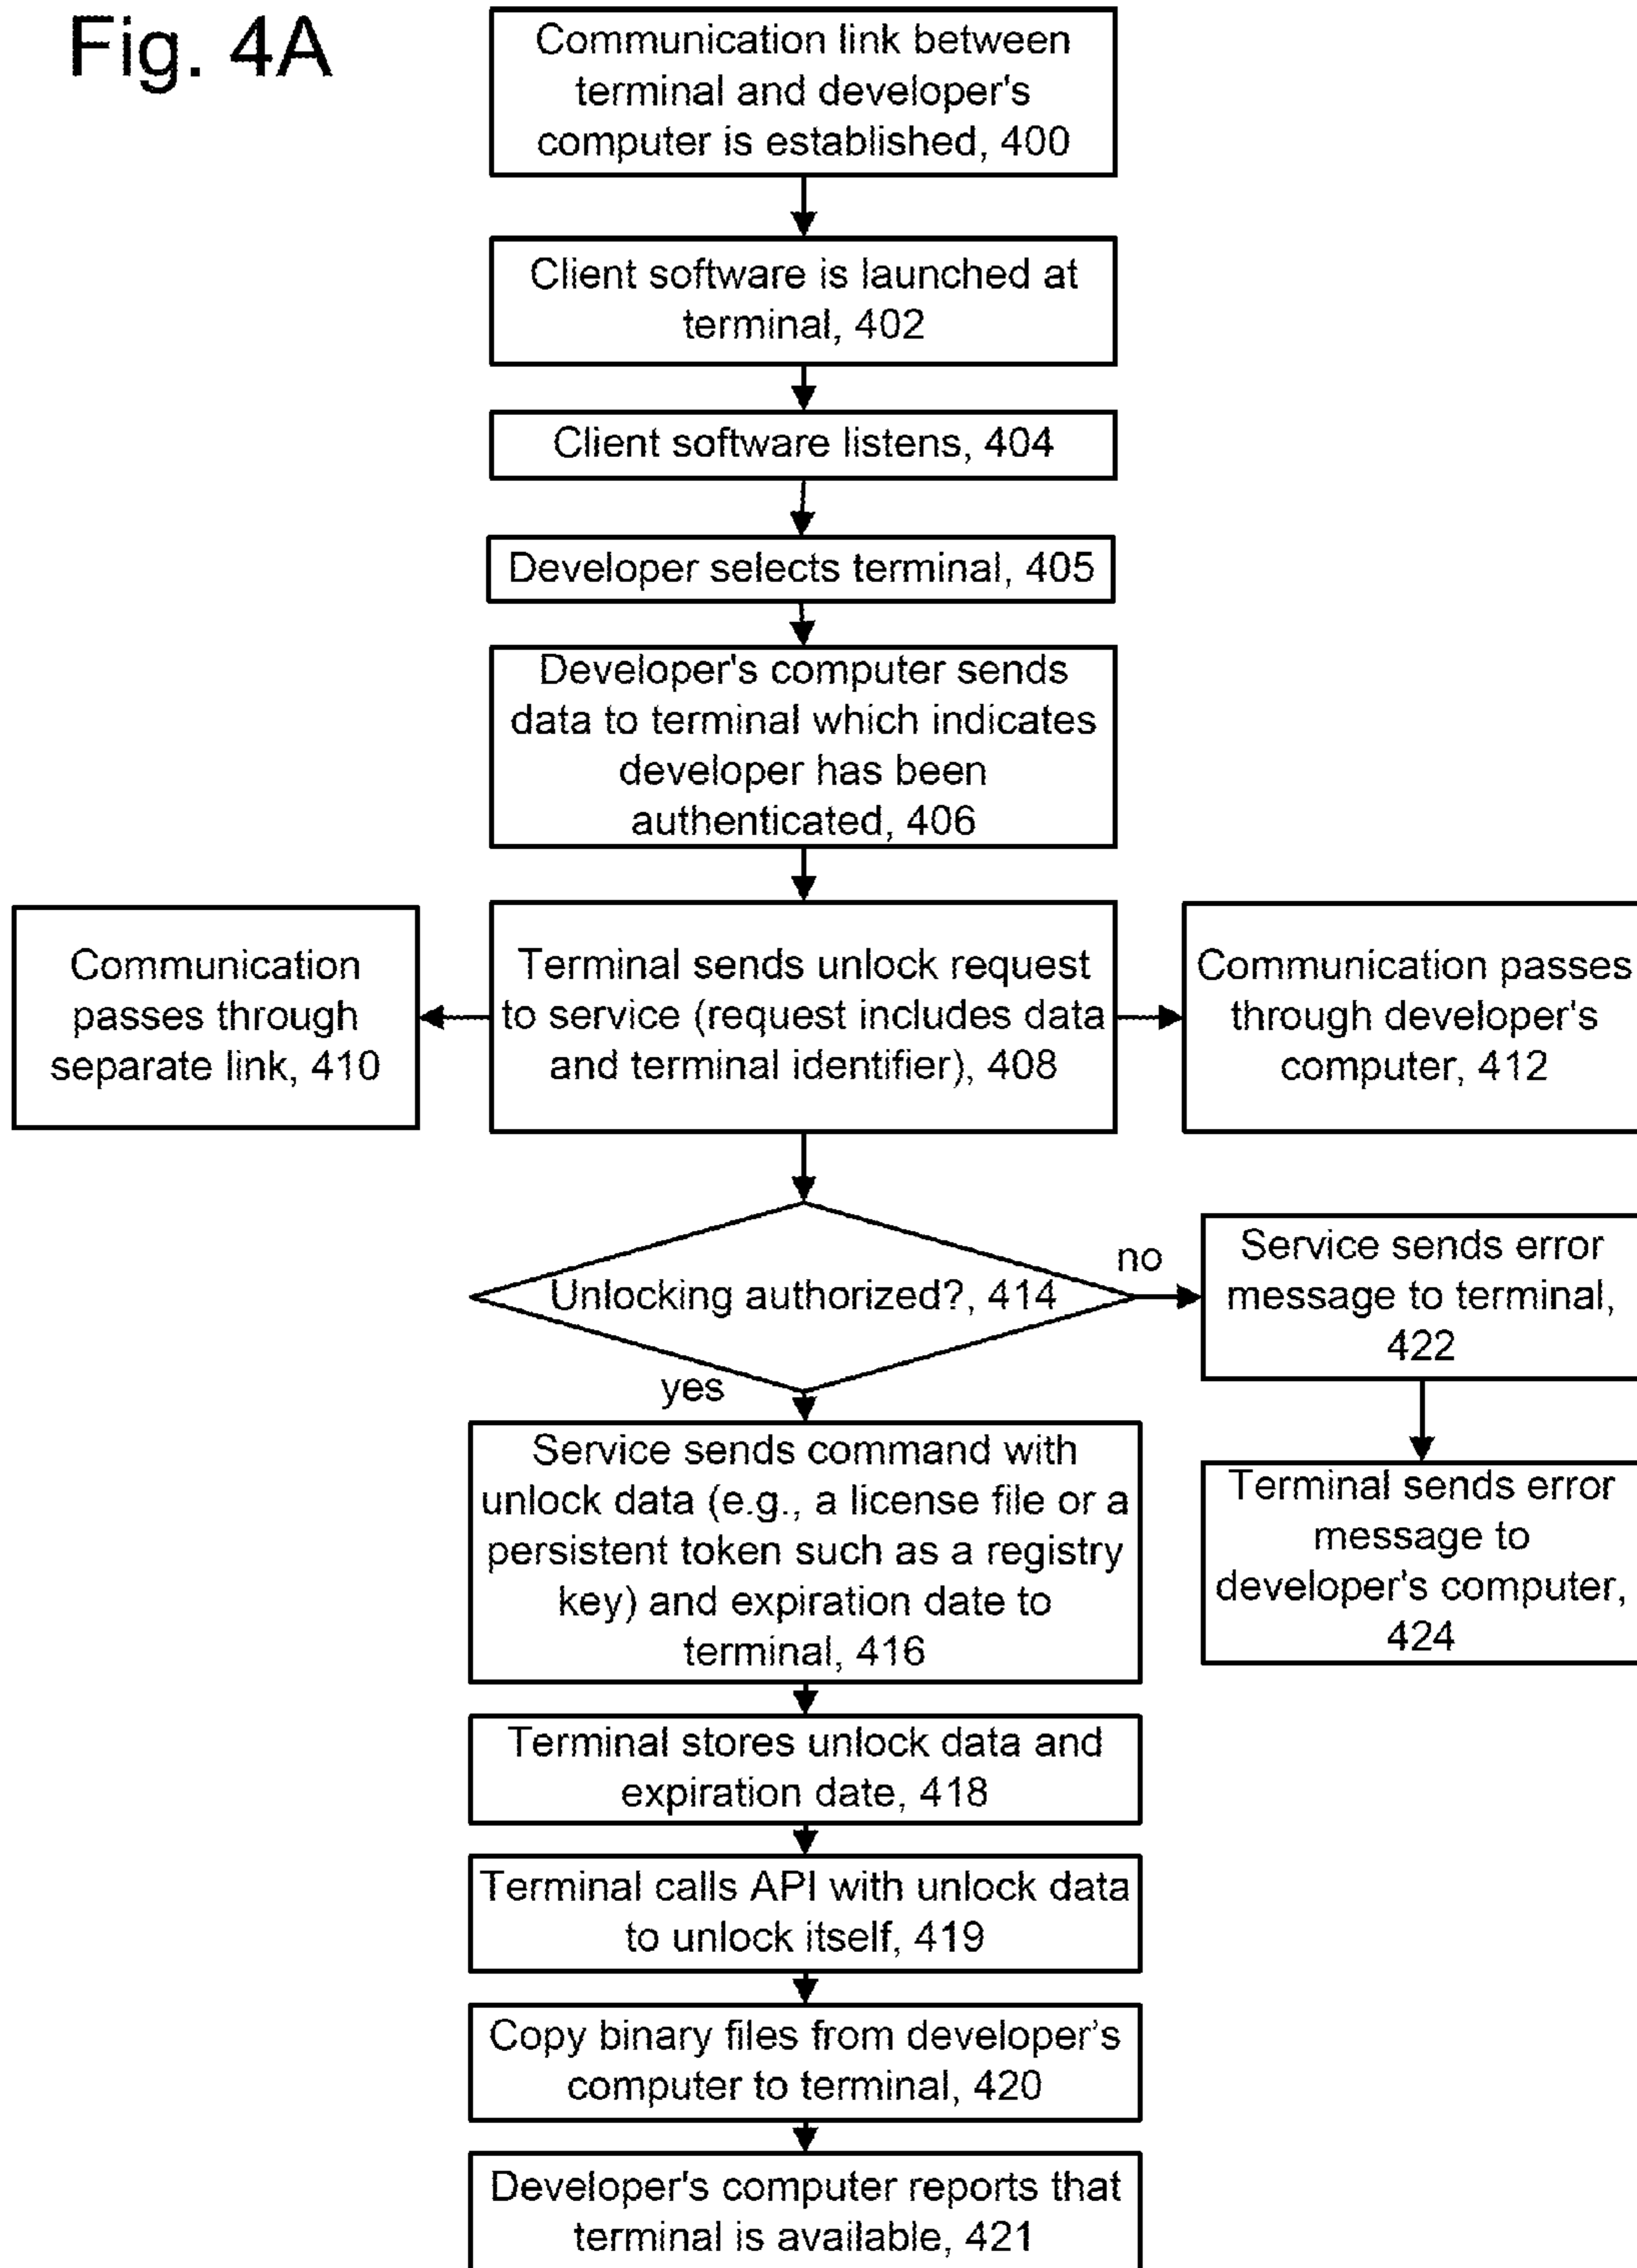 Fig. 4A
Communication link between
terminal and developer's
computer is established, 400
Client software is launched at
terminal, 402
Client software listens, 404
Developer selects terminal, 405
Developer's computer sends
data to terminal which indicates
developer has been
authenticated, 406
Communication
passes through
separate link, 410
Terminal sends unlock request
to service (request includes data
and terminal identifier), 408
Communication passes
through developer's
computer, 412
Unlocking authorized?, 414
no
Service sends error
message to terminal,
422
yes
Terminal sends error
message to
developer's computer,
424
Service sends command with
unlock data (e.g., a license file or a
persistent token such as a registry
key) and expiration date to
terminal, 416
Terminal stores unlock data and
expiration date, 418
Terminal calls API with unlock data
to unlock itself, 419
Copy binary files from developer’s
computer to terminal, 420
Developer's computer reports that
terminal is available, 421